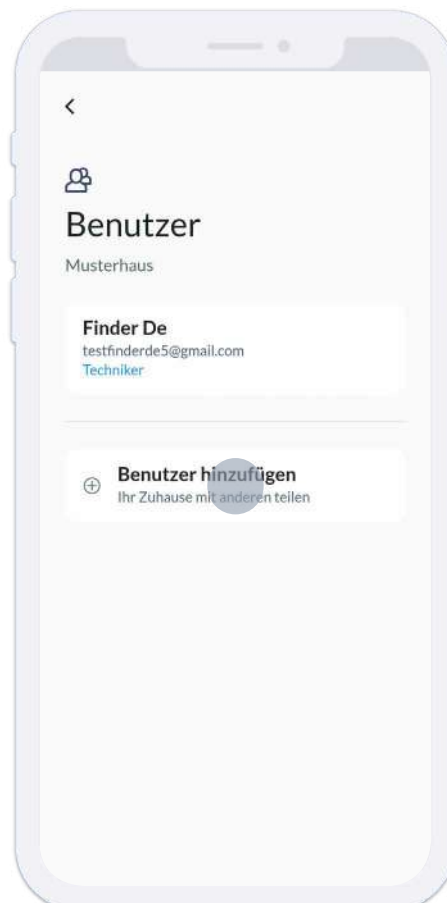 Benutzer
Musterhaus
Finder De
testfinderde5@gmail.com
Techniker
Benutzer hinzufügen
Ihr Zuhause mit anderen teilen